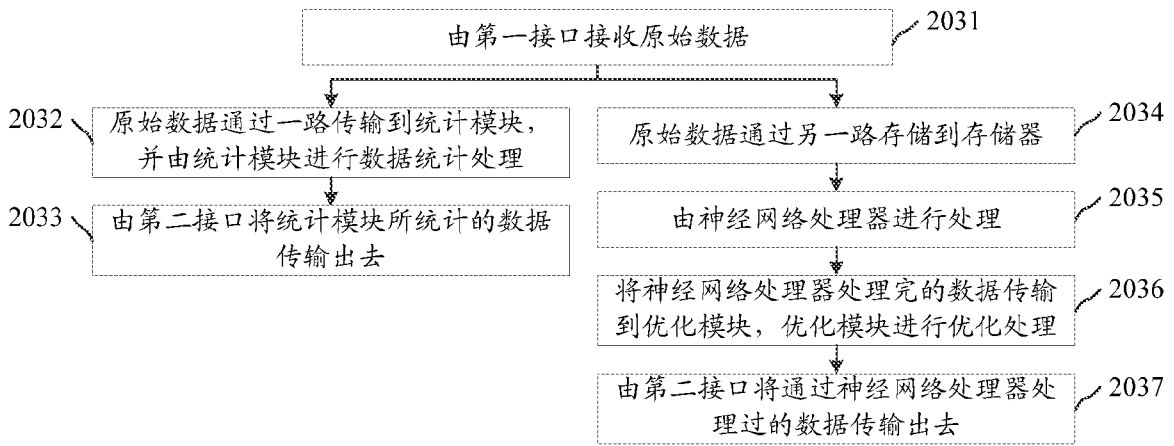 由第一接口接收原始数据
2031
2032
原始数据通过一路传输到统计模块，
并由统计模块进行数据统计处理
2033
由第二接口将统计模块所统计的数据
传输出去
原始数据通过另一路存储到存储器
2034
由神经网络处理器进行处理
2035
将神经网络处理器处理完的数据传输
到优化模块，优化模块进行优化处理
2036
由第二接口将通过神经网络处理器处
理过的数据传输出去
2037